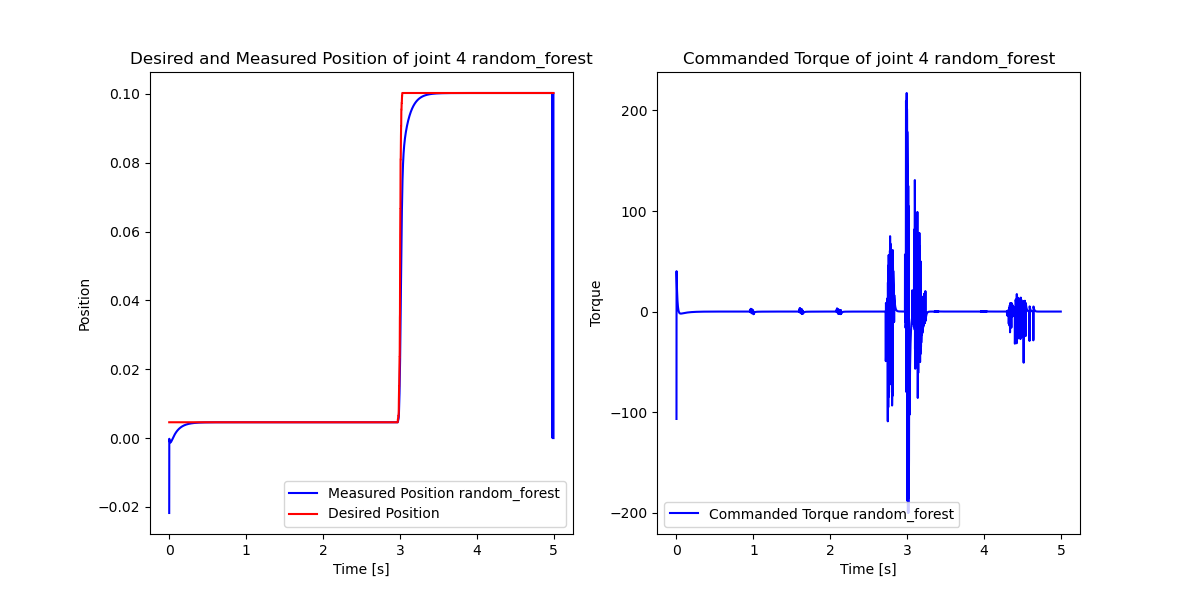 Desired and Measured Position of joint 4 random_forest
0.10
0.08
0.06
0.04
0.02
0.00
−0.02
Position
Measured Position random_forest
Desired Position
0 1 2 3 4 5
Time [s]
Commanded Torque of joint 4 random_forest
200
100
0
−100
−200
Torque
Commanded Torque random_forest
0 1 2 3 4 5
Time [s]